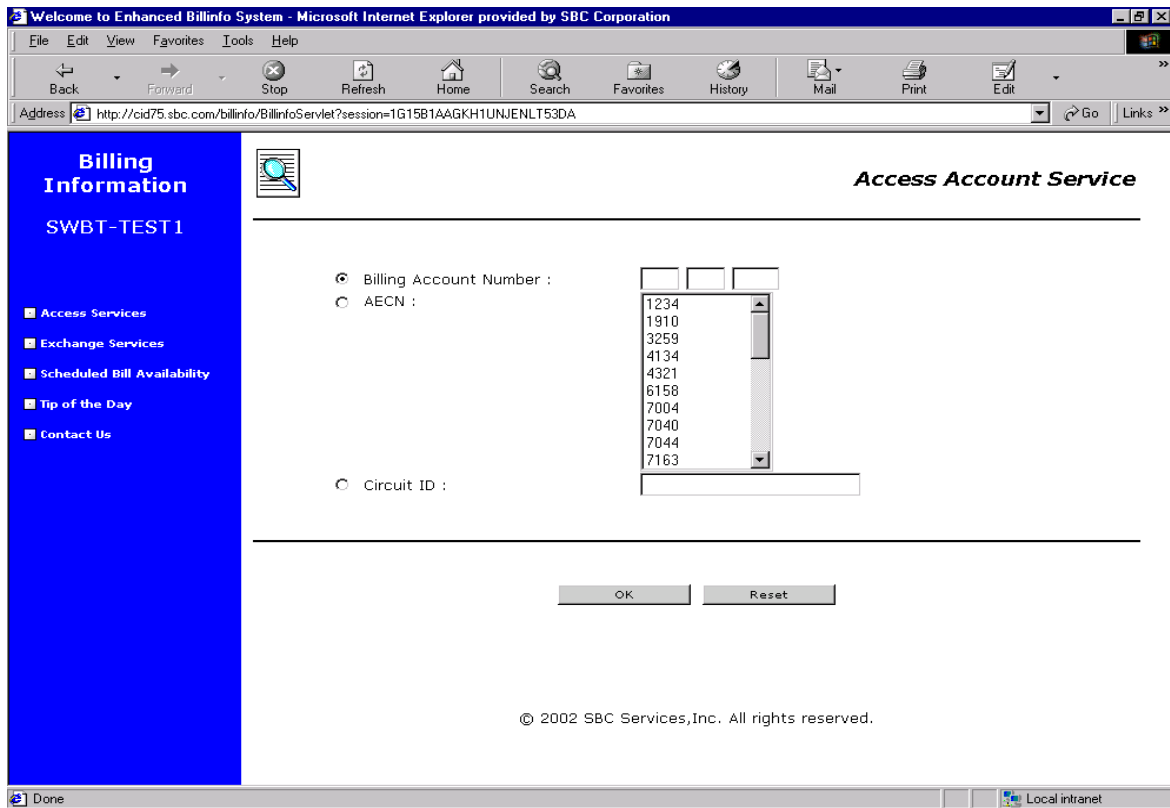 Welcome to Enhanced Billinfo System - Microsoft Internet Explorer provided by SBC Corporation
File Edit View Favorites Tools Help
Back Forward Stop Refresh Home Search Favorites History Mail Print Edit »
Address http://cid75.sbc.com/billinfo/BillinfoServlet?session=1G15B1AAGKH1UNJENLT53DA Go Links »
Billing
Information
SWBT-TEST1
Access Services
Exchange Services
Scheduled Bill Availability
Tip of the Day
Contact Us
Access Account Service
Billing Account Number :
AECN :
1234
1910
3259
4134
4321
6158
7004
7040
7044
7163
Circuit ID :
OK Reset
© 2002 SBC Services,Inc. All rights reserved.
Done Local intranet